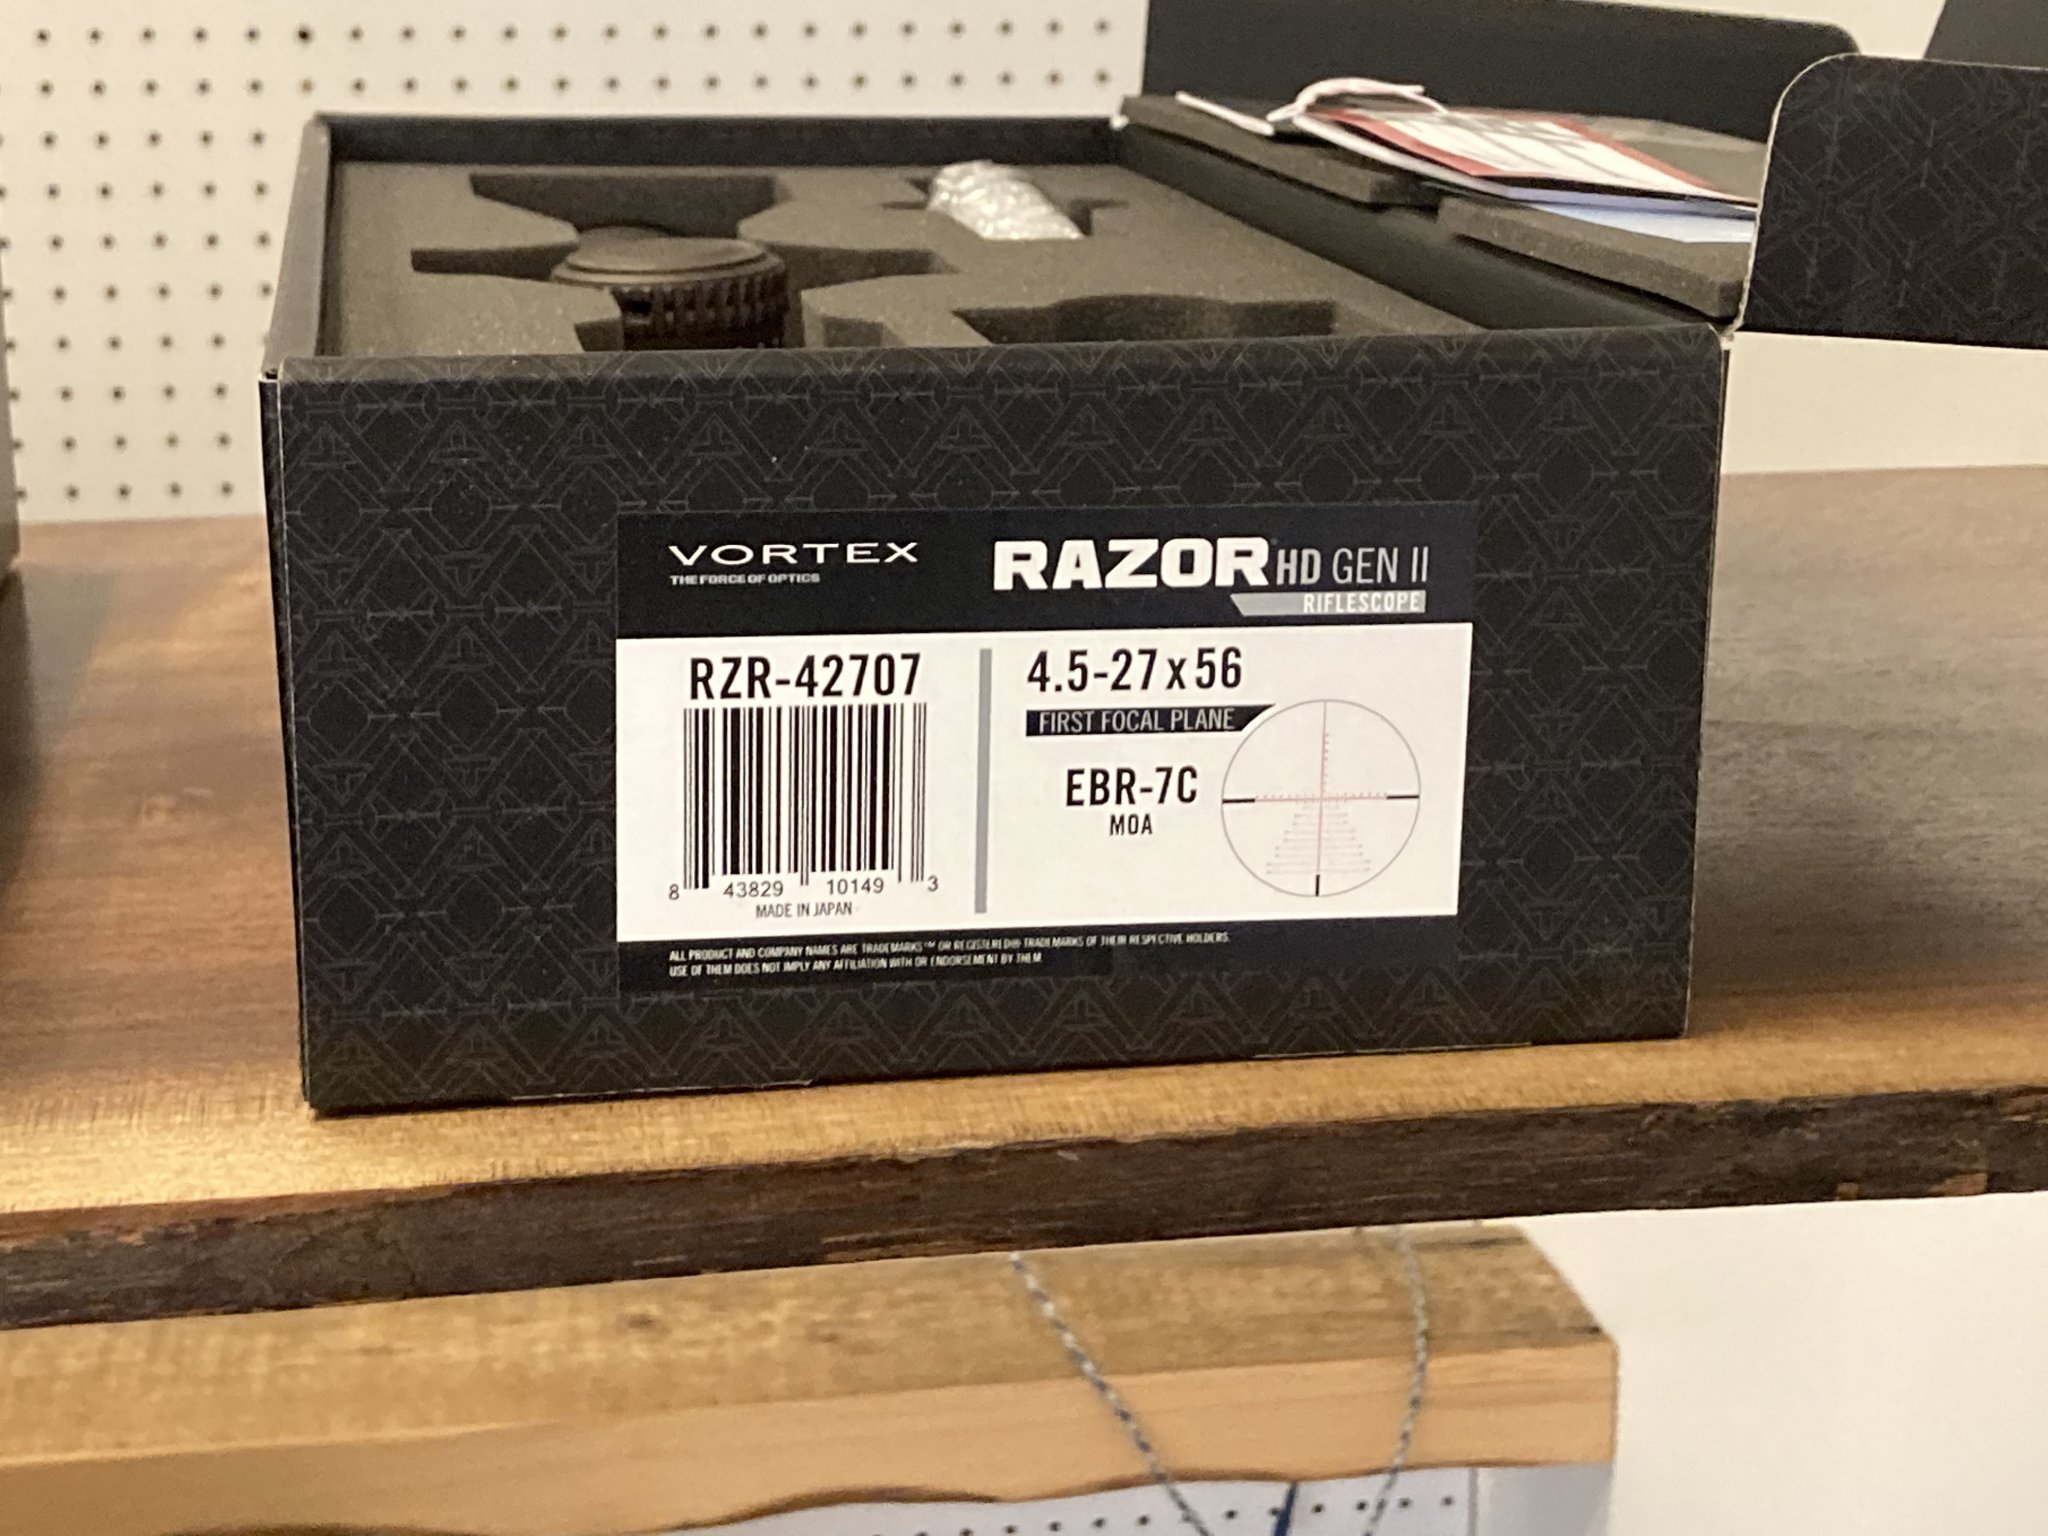 VORTEX
THE FORCE OF OPTICS
RAZOR HD GEN II
RIFLESCOPE
RZR-42707
8 43829 10149 3
MADE IN JAPAN
4.5-27x56
FIRST FOCAL PLANE
EBR-7C
MOA
ALL PRODUCT AND COMPANY NAMES ARE TRADEMARKS™ OR REGISTERED® TRADEMARKS OF THEIR RESPECTIVE HOLDERS.
USE OF THEM DOES NOT IMPLY ANY AFFILIATION WITH OR ENDORSEMENT BY THEM.